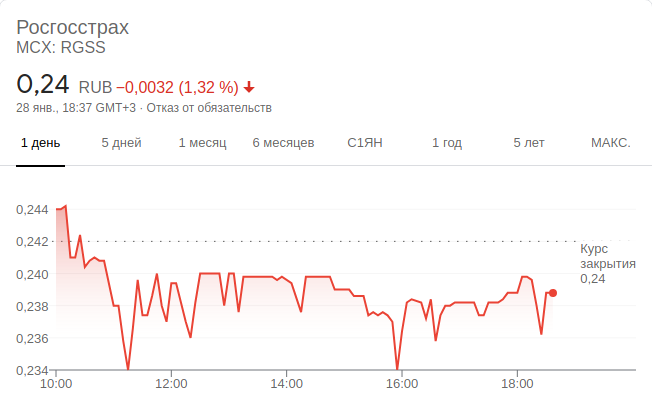 Росгосстрах
MCX: RGSS
0,24 RUB −0,0032 (1,32 %)
28 янв., 18:37 GMT+3 · Отказ от обязательств
1 день 5 дней 1 месяц 6 месяцев С1ЯН 1 год 5 лет МАКС.
0,244
0,242
Курс
закрытия
0,24
0,240
0,238
0,236
0,234
10:00 12:00 14:00 16:00 18:00